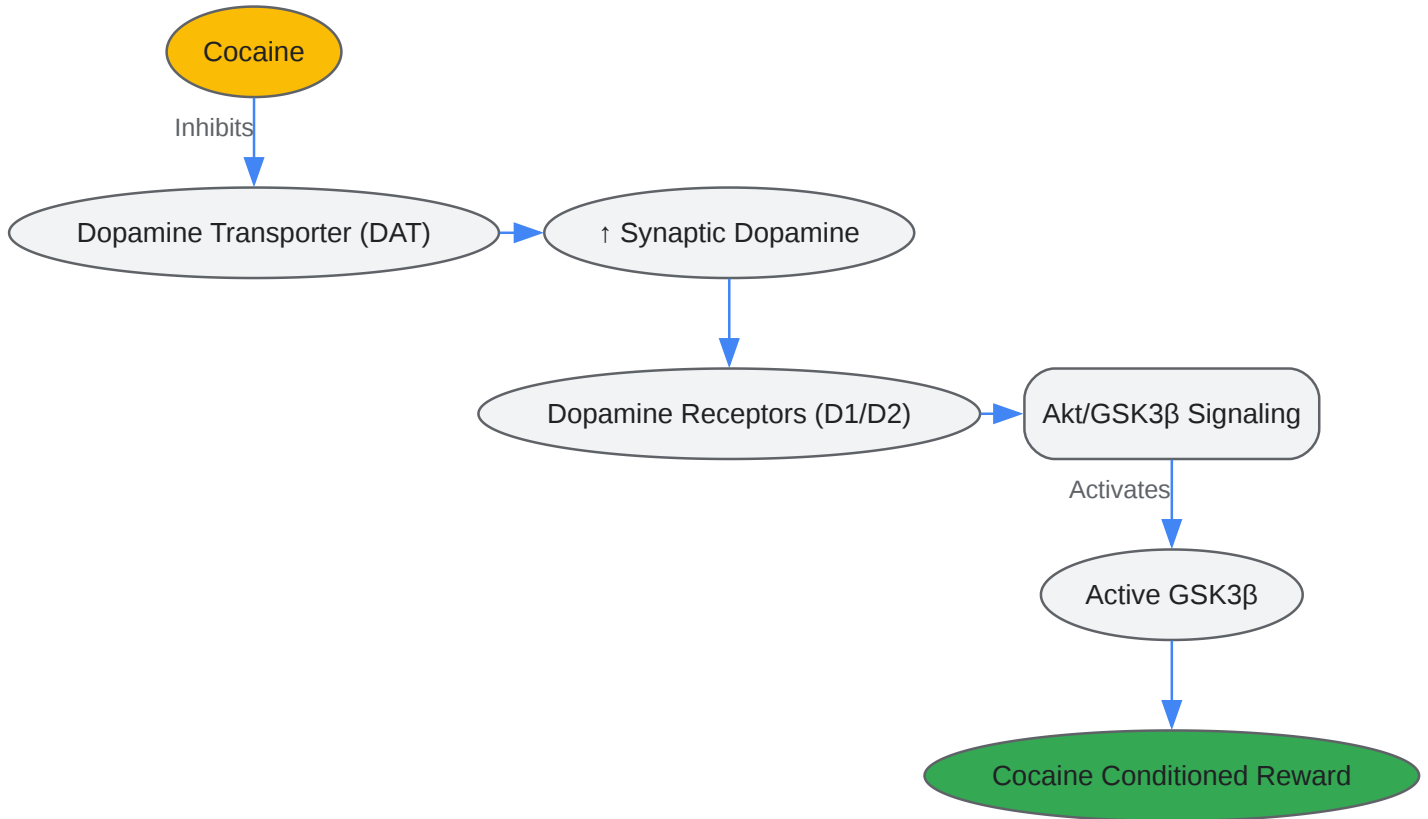 Cocaine
Inhibits
Dopamine Transporter (DAT)
↑ Synaptic Dopamine
Dopamine Receptors (D1/D2)
Akt/GSK3β Signaling
Activates
Active GSK3β
Cocaine Conditioned Reward